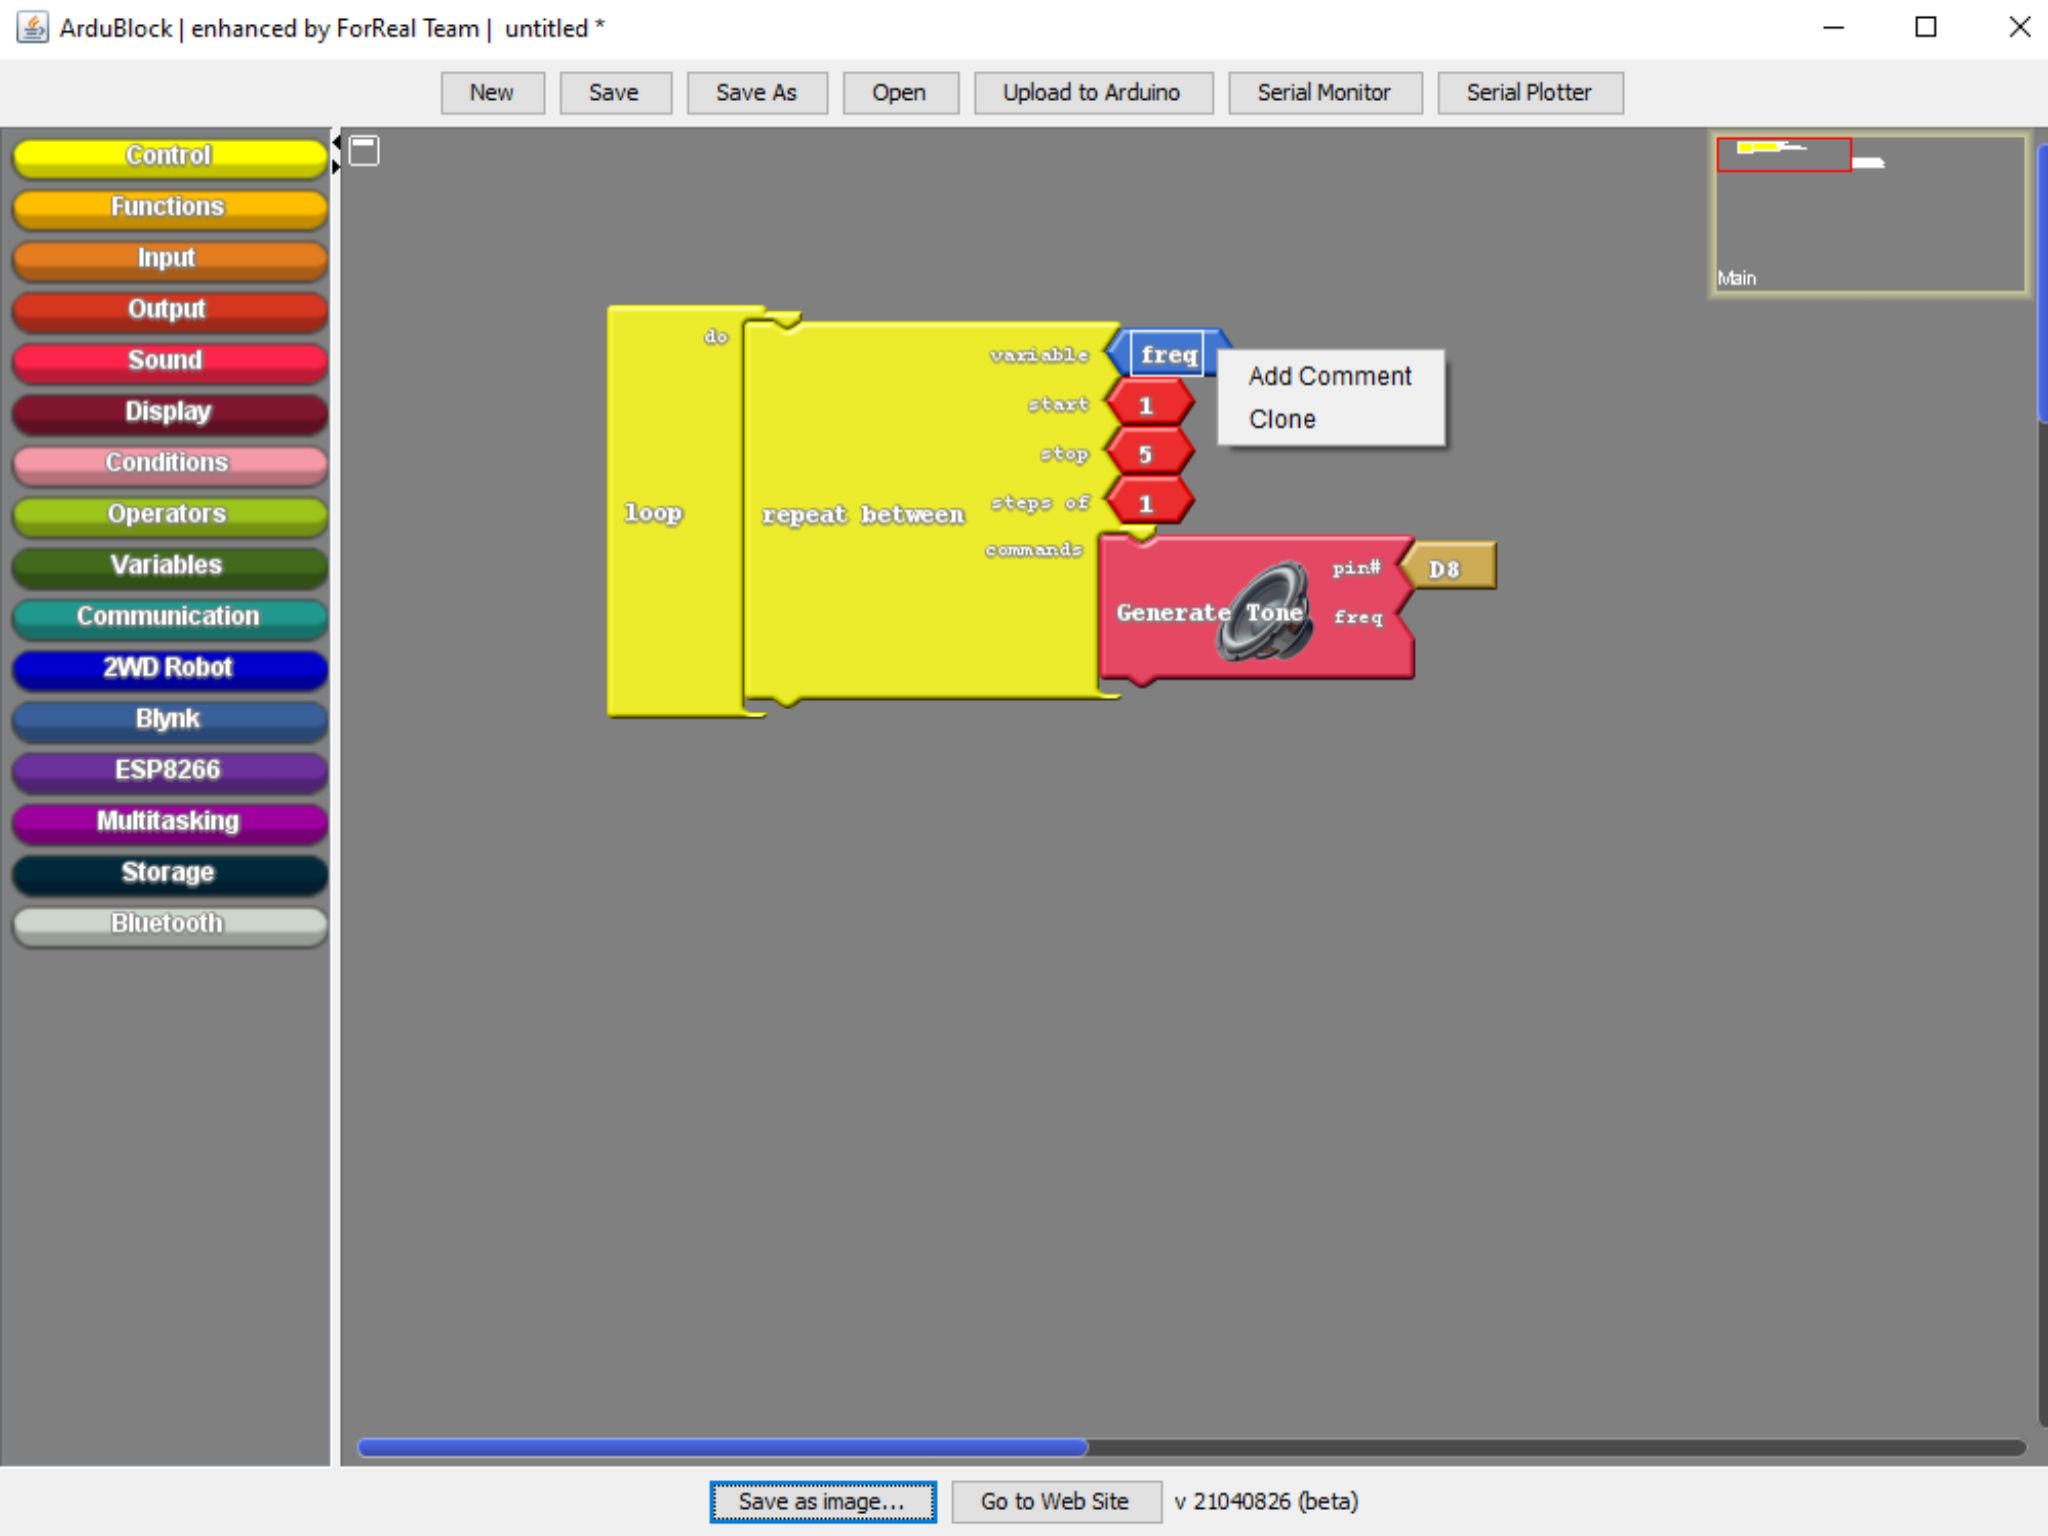 ArduBlock | enhanced by ForReal Team | untitled *
New Save Save As Open Upload to Arduino Serial Monitor Serial Plotter
Control
Functions
Input
Output
Sound
Display
Conditions
Operators
Variables
Communication
2WD Robot
Blynk
ESP8266
Multitasking
Storage
Bluetooth
Main
do
loop
repeat between
variable freq
start 1
stop 5
steps of 1
commands
Generate Tone
pin# D8
freq
Add Comment
Clone
Save as image... Go to Web Site v 21040826 (beta)